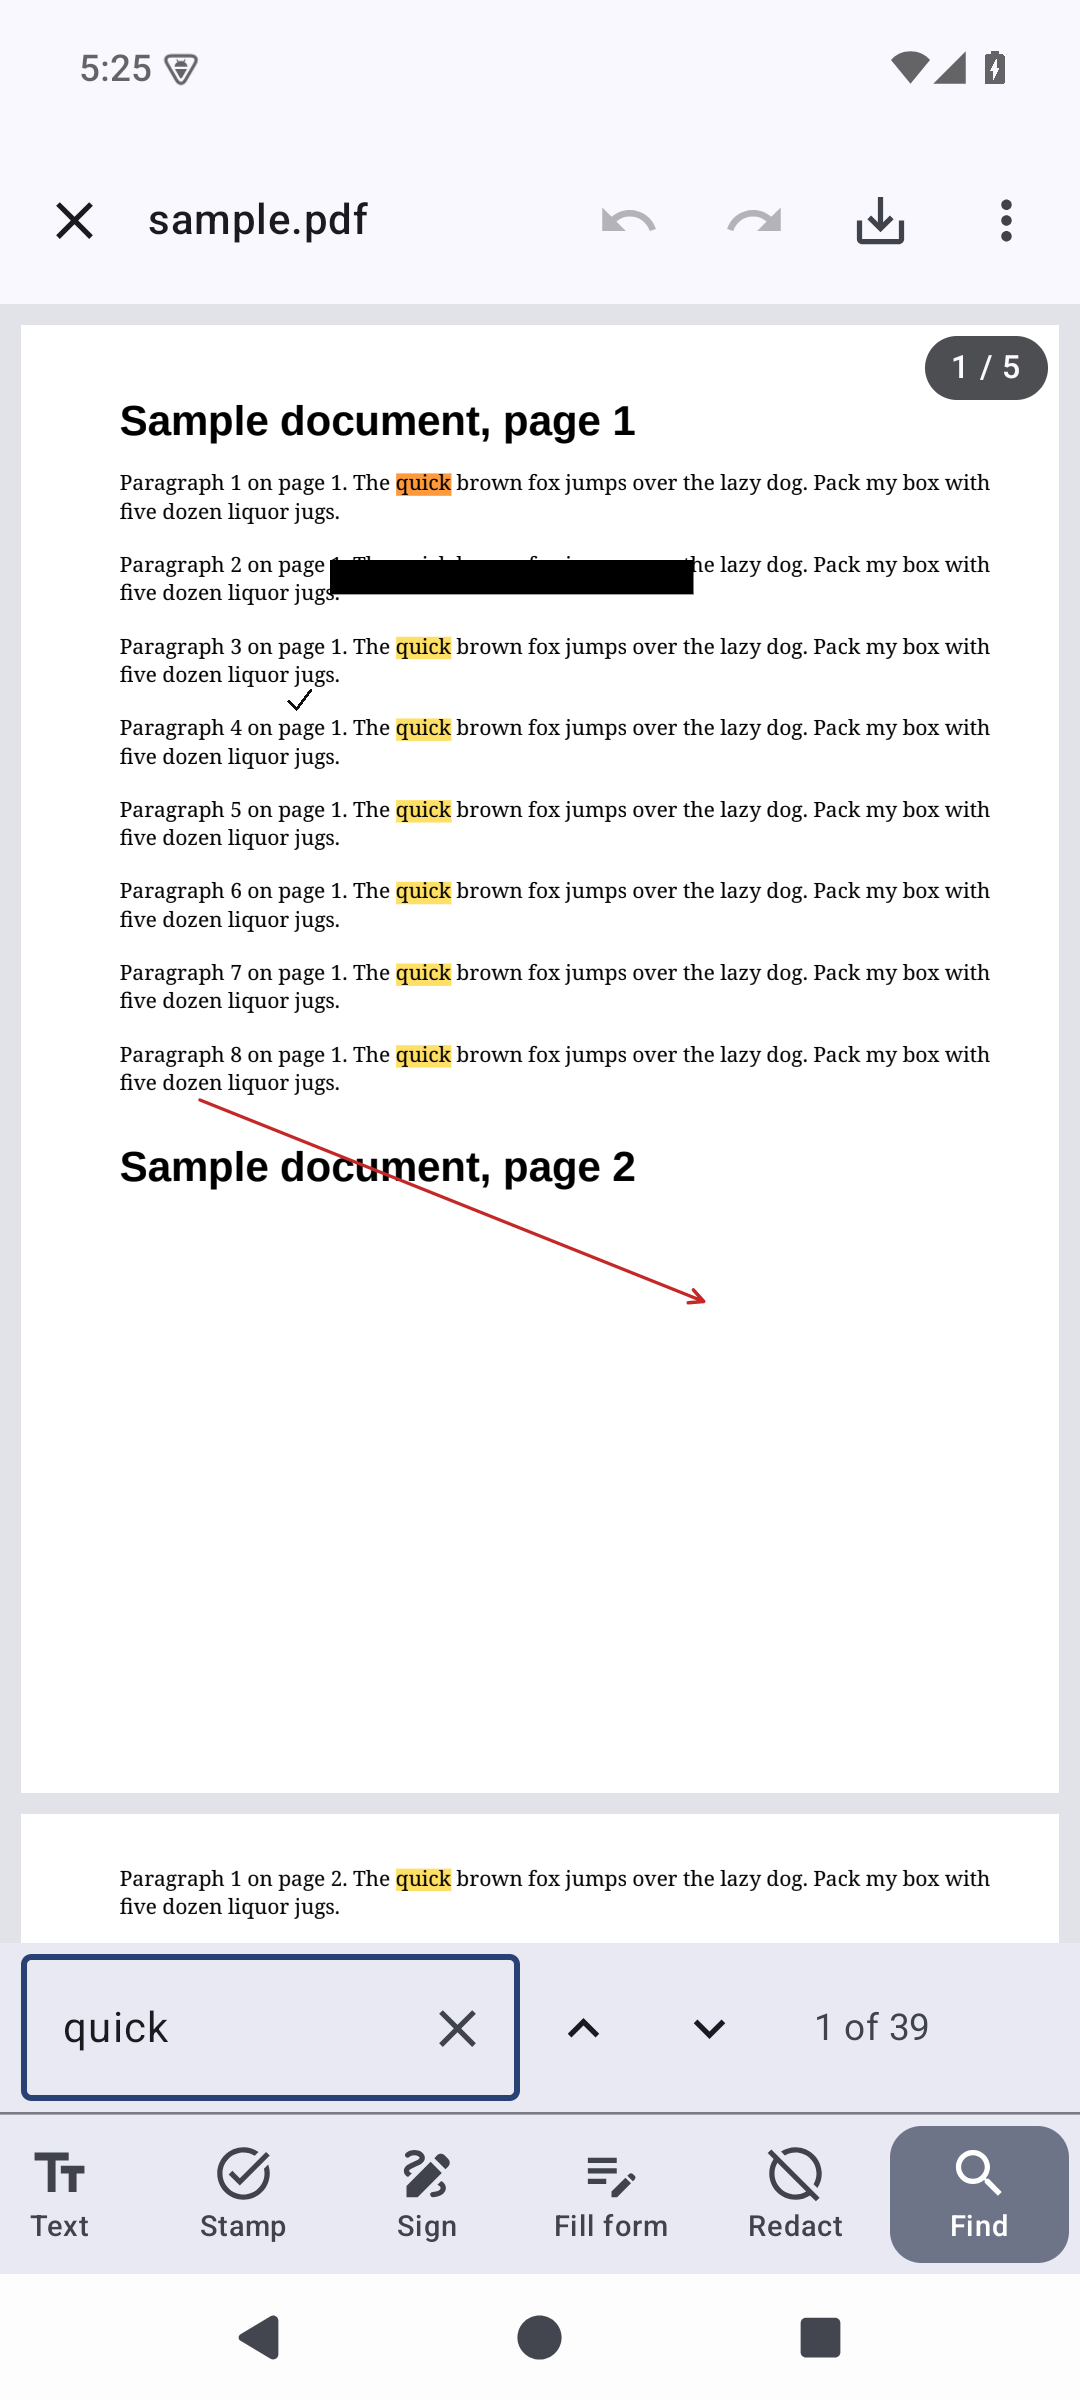 5:25
sample.pdf
1 / 5
Sample document, page 1
Paragraph 1 on page 1. The quick brown fox jumps over the lazy dog. Pack my box with
five dozen liquor jugs.
Paragraph 2 on page the lazy dog. Pack my box with
five dozen liquor jugs.
Paragraph 3 on page 1. The quick brown fox jumps over the lazy dog. Pack my box with
five dozen liquor jugs.
Paragraph 4 on page 1. The quick brown fox jumps over the lazy dog. Pack my box with
five dozen liquor jugs.
Paragraph 5 on page 1. The quick brown fox jumps over the lazy dog. Pack my box with
five dozen liquor jugs.
Paragraph 6 on page 1. The quick brown fox jumps over the lazy dog. Pack my box with
five dozen liquor jugs.
Paragraph 7 on page 1. The quick brown fox jumps over the lazy dog. Pack my box with
five dozen liquor jugs.
Paragraph 8 on page 1. The quick brown fox jumps over the lazy dog. Pack my box with
five dozen liquor jugs.
Sample document, page 2
Paragraph 1 on page 2. The quick brown fox jumps over the lazy dog. Pack my box with
five dozen liquor jugs.
quick
1 of 39
Text
Stamp
Sign
Fill form
Redact
Find